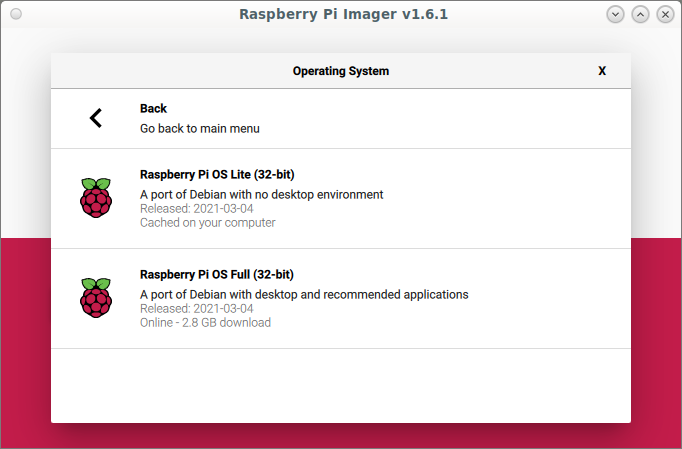 Raspberry Pi Imager v1.6.1
Operating System
X
Back
Go back to main menu
Raspberry Pi OS Lite (32-bit)
A port of Debian with no desktop environment
Released: 2021-03-04
Cached on your computer
Raspberry Pi OS Full (32-bit)
A port of Debian with desktop and recommended applications
Released: 2021-03-04
Online - 2.8 GB download